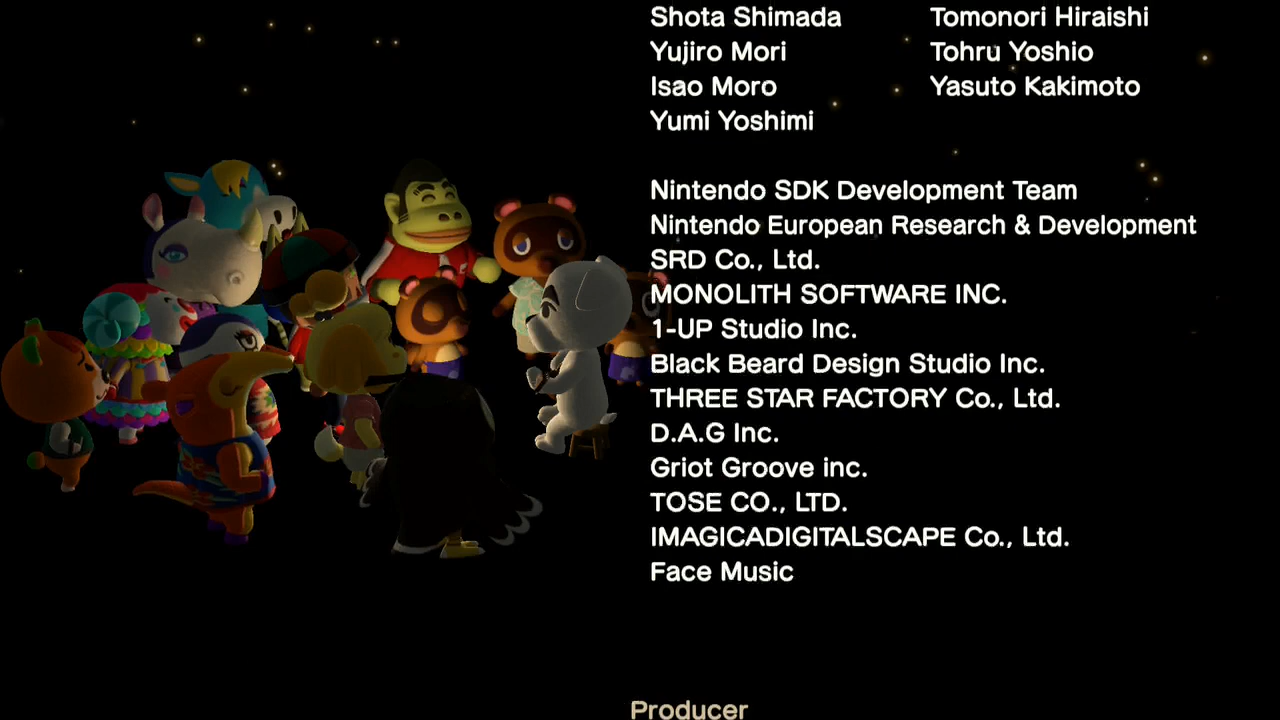 Shota Shimada Tomonori Hiraishi
Yujiro Mori Tohru Yoshio
Isao Moro Yasuto Kakimoto
Yumi Yoshimi
Nintendo SDK Development Team
Nintendo European Research & Development
SRD Co., Ltd.
MONOLITH SOFTWARE INC.
1-UP Studio Inc.
Black Beard Design Studio Inc.
THREE STAR FACTORY Co., Ltd.
D.A.G Inc.
Griot Groove inc.
TOSE CO., LTD.
IMAGICADIGITALSCAPE Co., Ltd.
Face Music
Producer